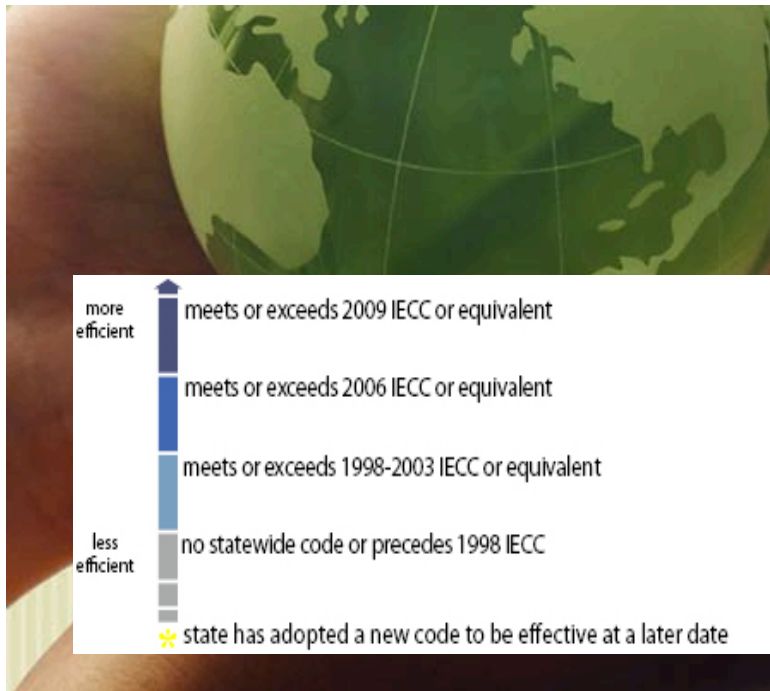 more
efficient
meets or exceeds 2009 IECC or equivalent
meets or exceeds 2006 IECC or equivalent
meets or exceeds 1998-2003 IECC or equivalent
less
efficient
no statewide code or precedes 1998 IECC
* state has adopted a new code to be effective at a later date